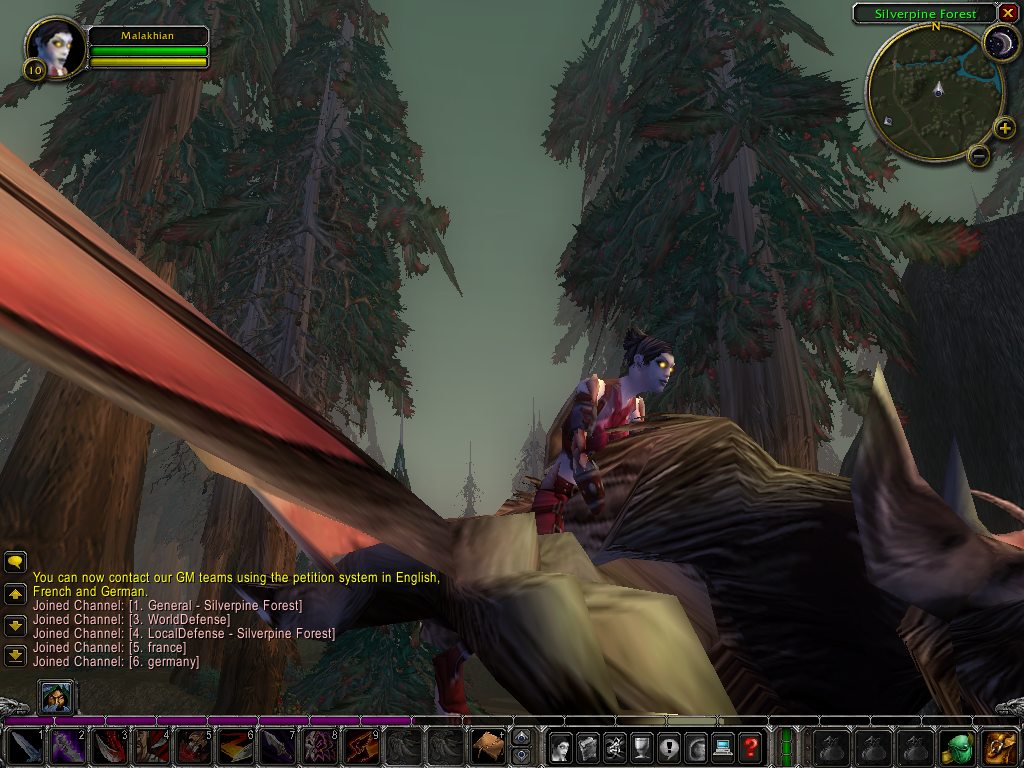 Malakhian
10
Silverpine Forest
N
You can now contact our GM teams using the petition system in English,
French and German.
Joined Channel: [1. General - Silverpine Forest]
Joined Channel: [3. WorldDefense]
Joined Channel: [4. LocalDefense - Silverpine Forest]
Joined Channel: [5. france]
Joined Channel: [6. germany]
2 3 4 5 6 7 8 9